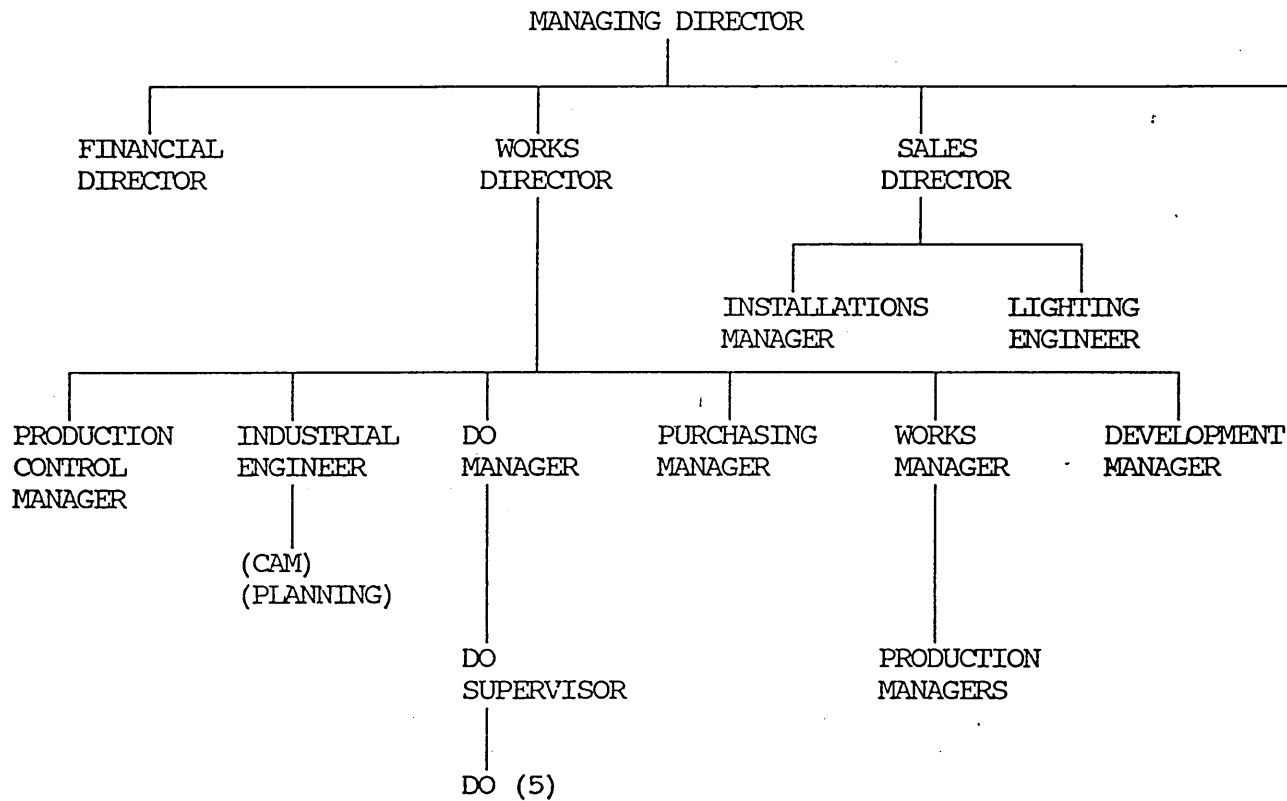 MANAGING DIRECTOR
FINANCIAL
DIRECTOR
WORKS
DIRECTOR
SALES
DIRECTOR
INSTALLATIONS
MANAGER
LIGHTING
ENGINEER
PRODUCTION
CONTROL
MANAGER
INDUSTRIAL
ENGINEER
DO
MANAGER
PURCHASING
MANAGER
WORKS
MANAGER
DEVELOPMENT
MANAGER
(CAM)
(PLANNING)
DO
SUPERVISOR
PRODUCTION
MANAGERS
DO (5)